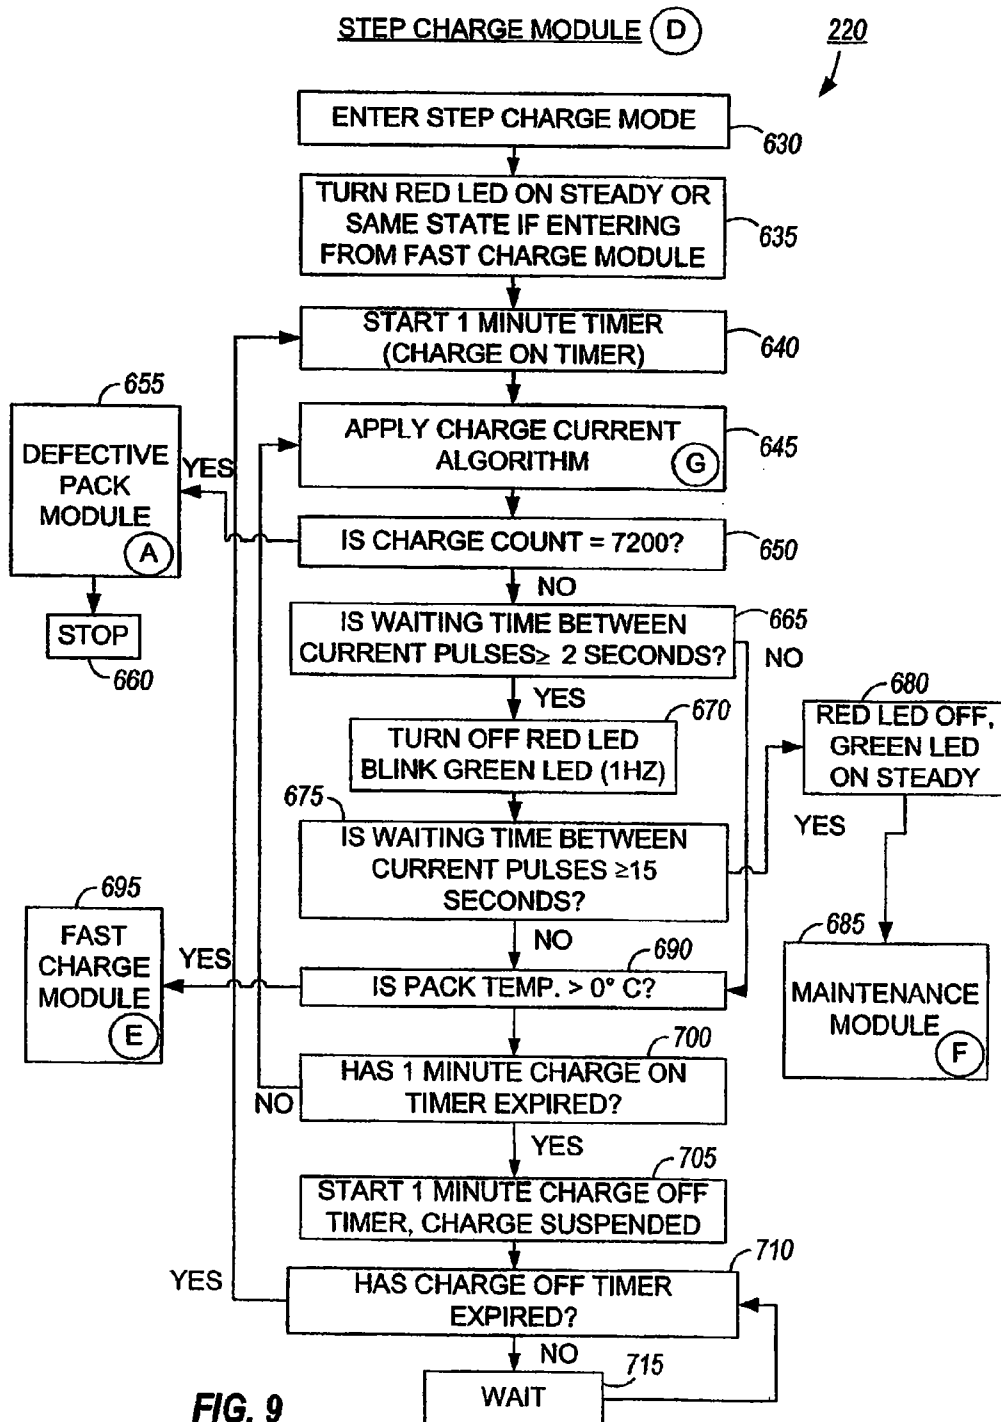 STEP CHARGE MODULE D
220
ENTER STEP CHARGE MODE
630
TURN RED LED ON STEADY OR
SAME STATE IF ENTERING
FROM FAST CHARGE MODULE
635
START 1 MINUTE TIMER
(CHARGE ON TIMER)
640
655
DEFECTIVE
PACK
MODULE
A
YES
APPLY CHARGE CURRENT
ALGORITHM
G
645
IS CHARGE COUNT = 7200?
650
NO
STOP
660
IS WAITING TIME BETWEEN
CURRENT PULSES≥ 2 SECONDS?
665
NO
YES
670
TURN OFF RED LED
BLINK GREEN LED (1HZ)
680
RED LED OFF,
GREEN LED
ON STEADY
YES
675
IS WAITING TIME BETWEEN
CURRENT PULSES ≥15
SECONDS?
NO
685
MAINTENANCE
MODULE
F
695
FAST
CHARGE
MODULE
E
YES
690
IS PACK TEMP. > 0° C?
700
HAS 1 MINUTE CHARGE ON
TIMER EXPIRED?
NO
YES
705
START 1 MINUTE CHARGE OFF
TIMER, CHARGE SUSPENDED
710
YES
HAS CHARGE OFF TIMER
EXPIRED?
NO
715
WAIT
FIG. 9